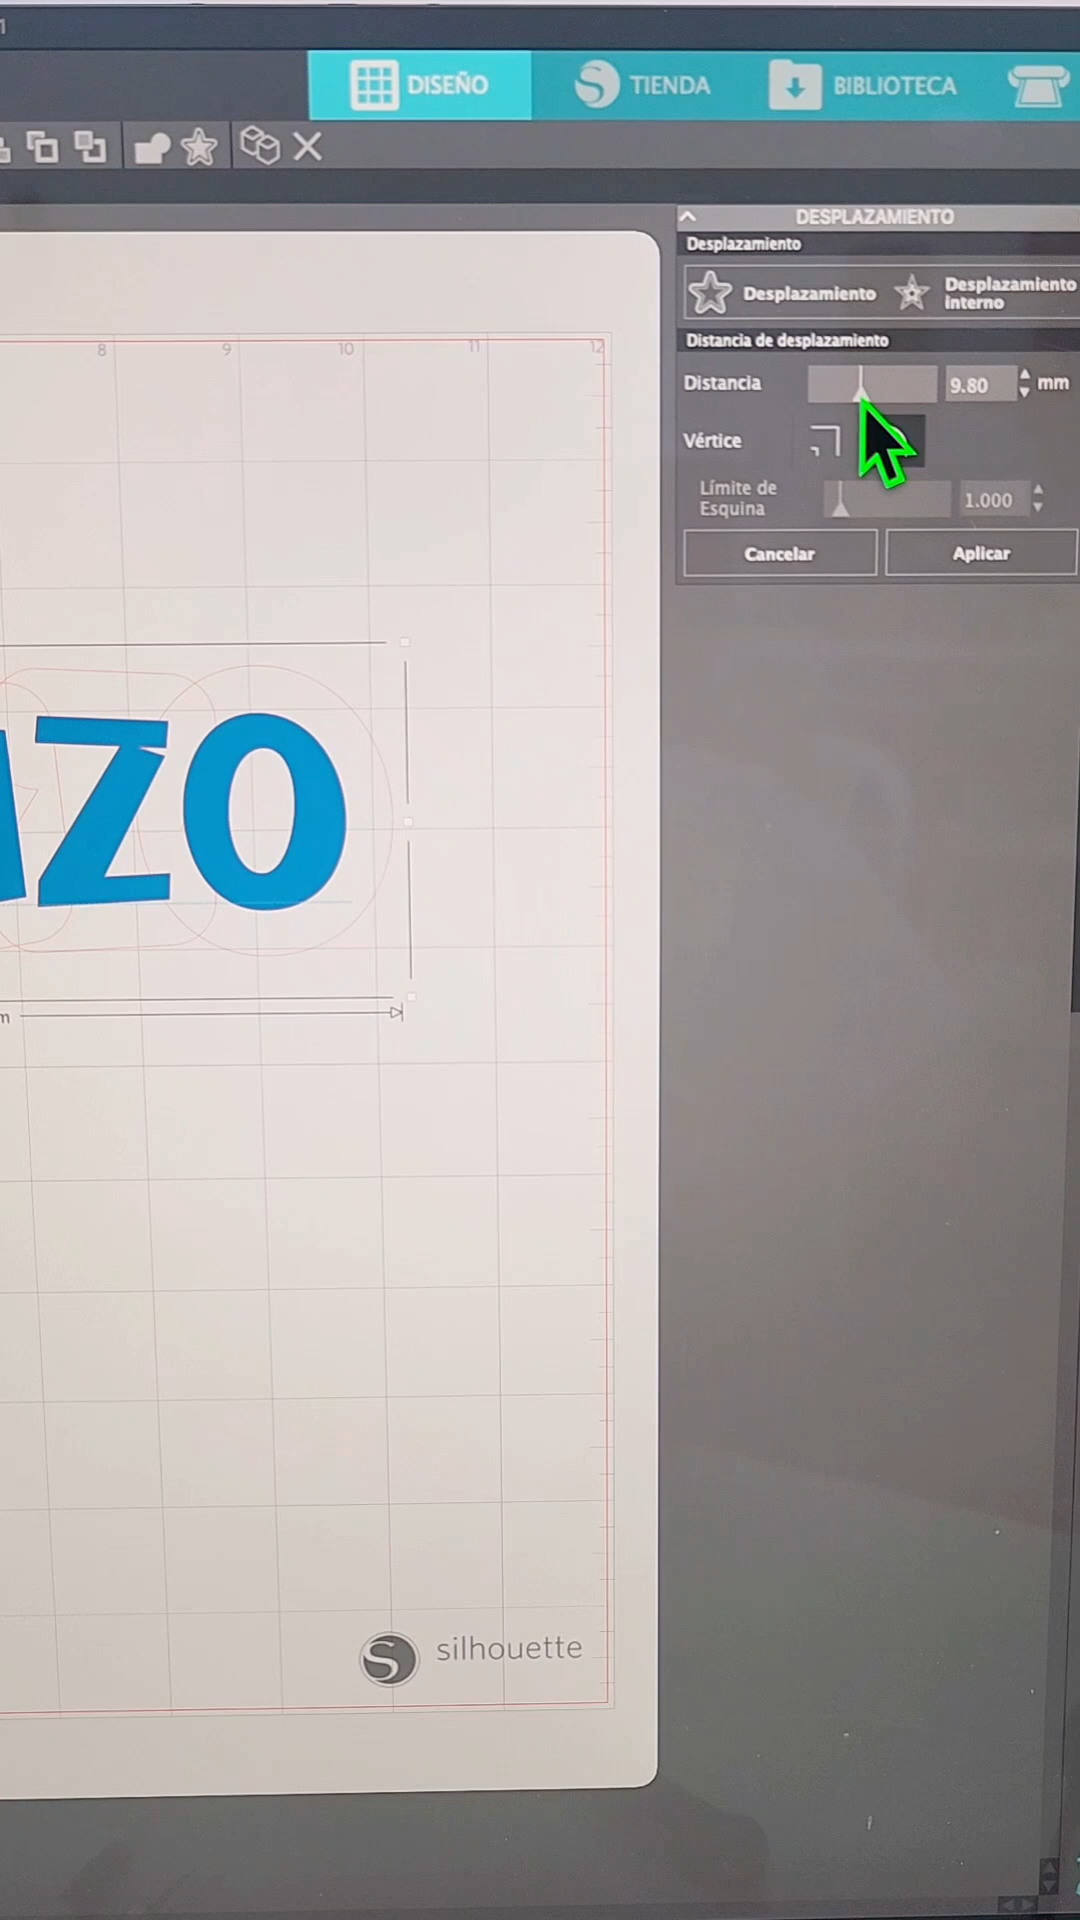 DISEÑO
TIENDA
BIBLIOTECA
DESPLAZAMIENTO
Desplazamiento
Desplazamiento
Desplazamiento
interno
Distancia de desplazamiento
Distancia
9.80
mm
Vértice
Límite de
Esquina
1.000
Cancelar
Aplicar
8
9
10
11
12
ZO
m
silhouette